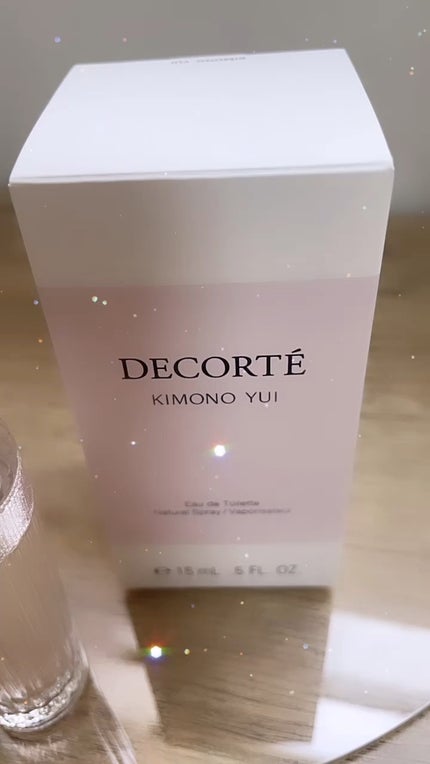 DECORTÉ
KIMONO YUI
Eau de Toilette
Natural Spray / Vaporisateur
15 mL .5 FL. OZ.